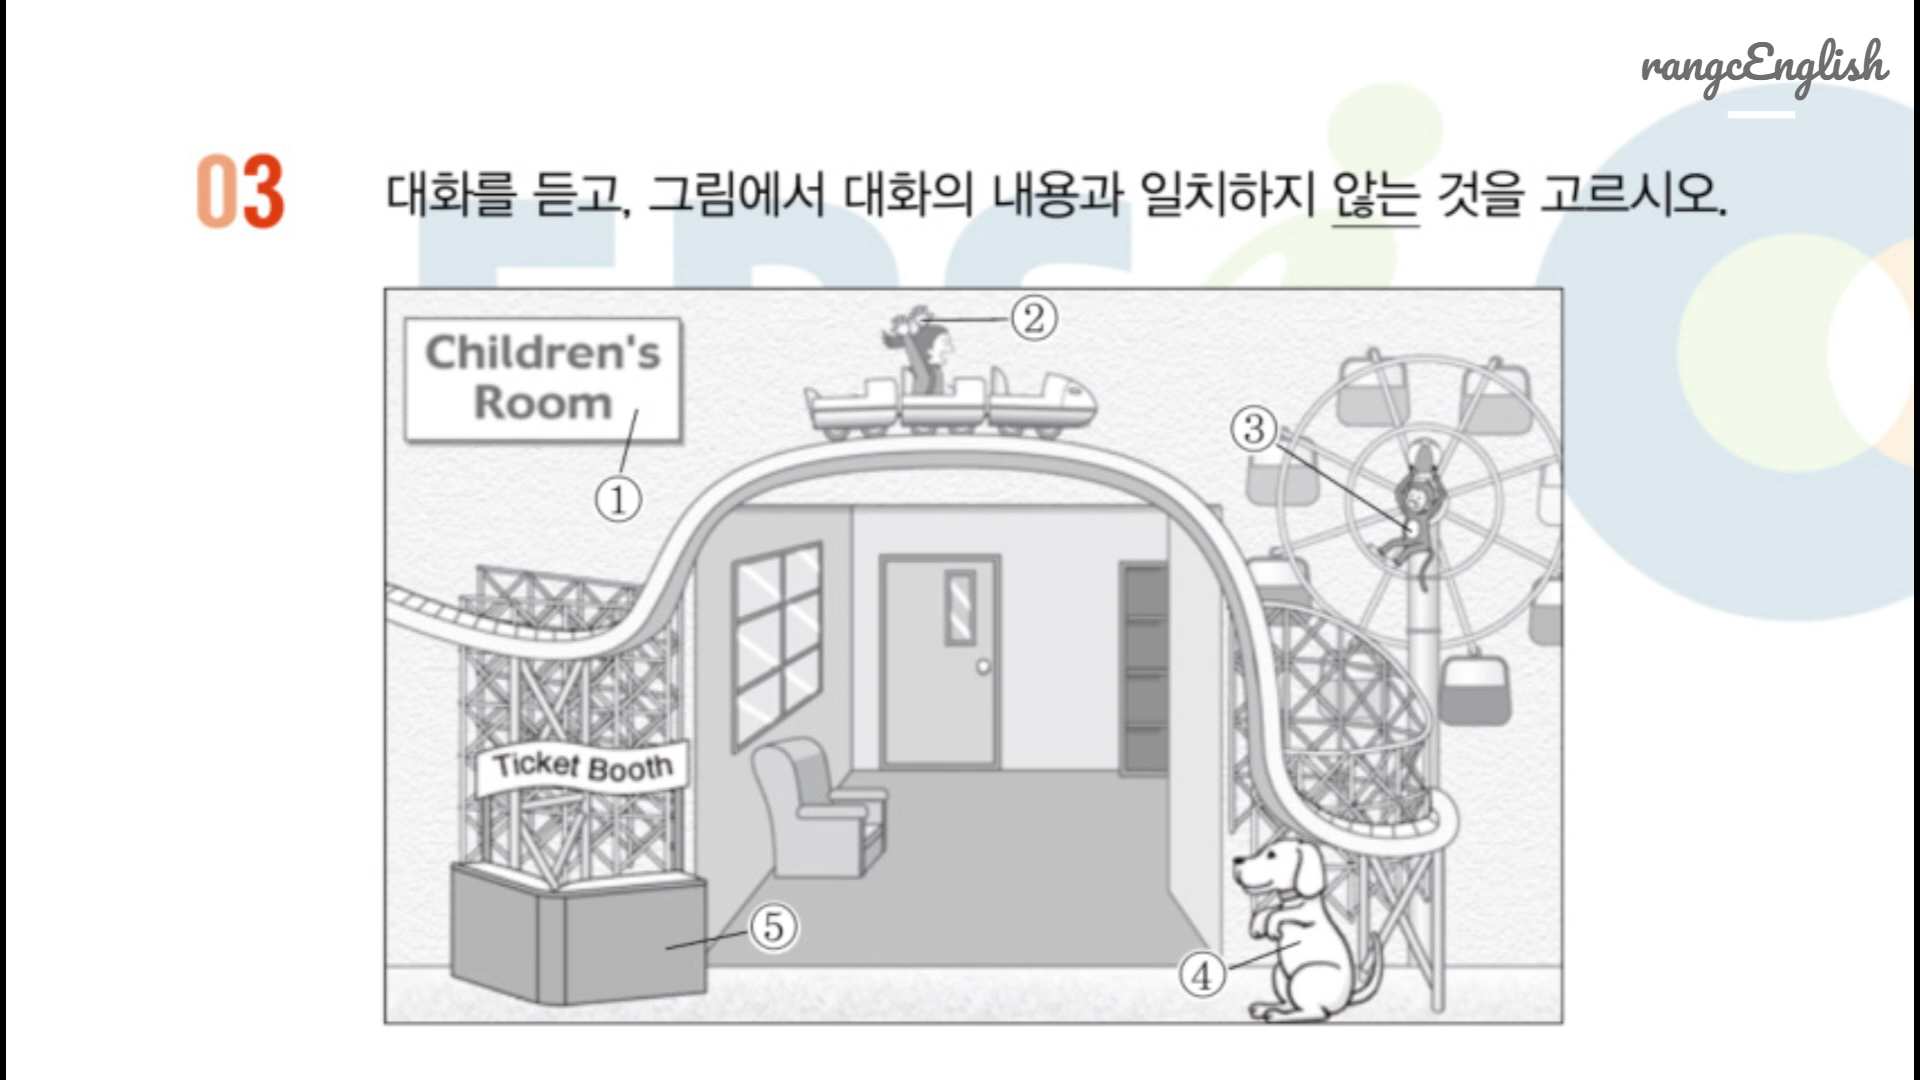 rangcEnglish
03 대화를 듣고, 그림에서 대화의 내용과 일치하지 않는 것을 고르시오.
Children's
Room
①
②
③
Ticket Booth
④
⑤